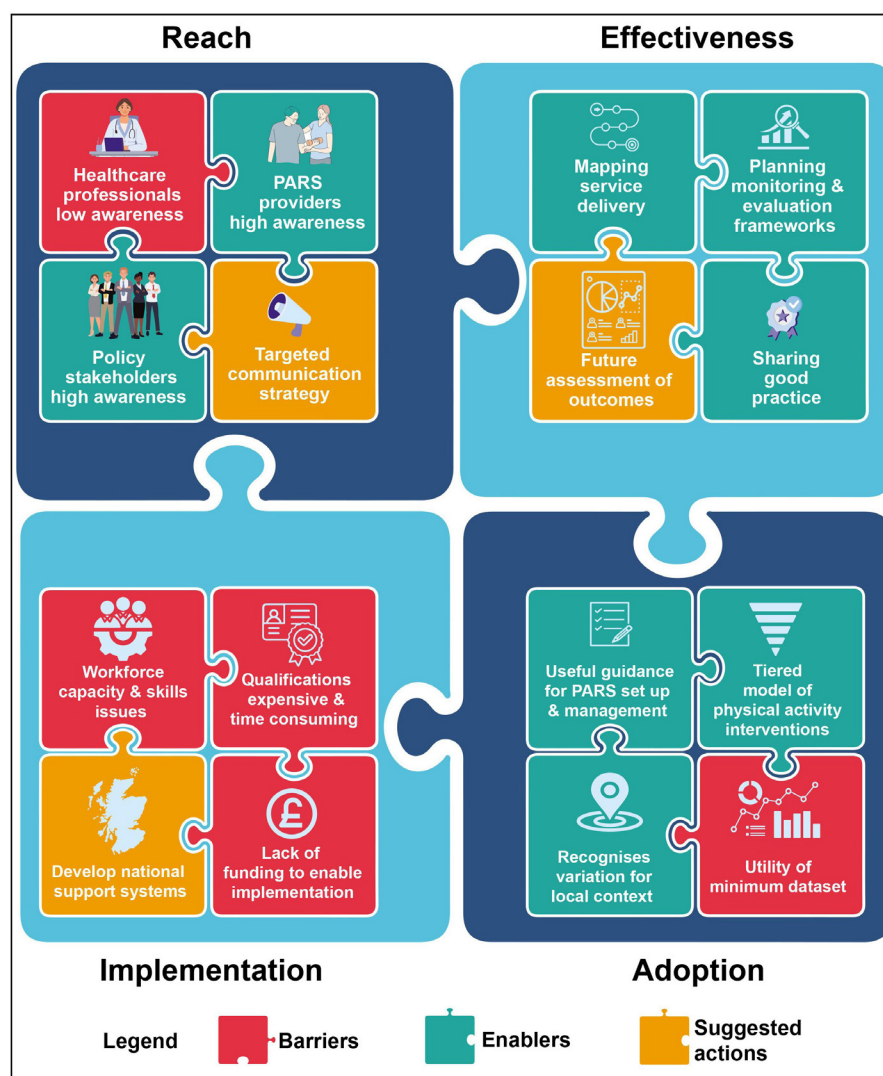 Reach
Effectiveness
Healthcare
professionals
low awareness
PARS
providers
high awareness
Policy
stakeholders
high awareness
Targeted
communication
strategy
Mapping
service
delivery
Planning
monitoring &
evaluation
frameworks
Future
assessment of
outcomes
Sharing
good
practice
Workforce
capacity & skills
issues
Qualifications
expensive &
time consuming
Develop national
support systems
£
Lack of
funding to enable
implementation
Useful guidance
for PARS set up
& management
Tiered
model of
physical activity
interventions
Recognises
variation for
local context
Utility of
minimum dataset
Implementation
Adoption
Legend
Barriers
Enablers
Suggested
actions